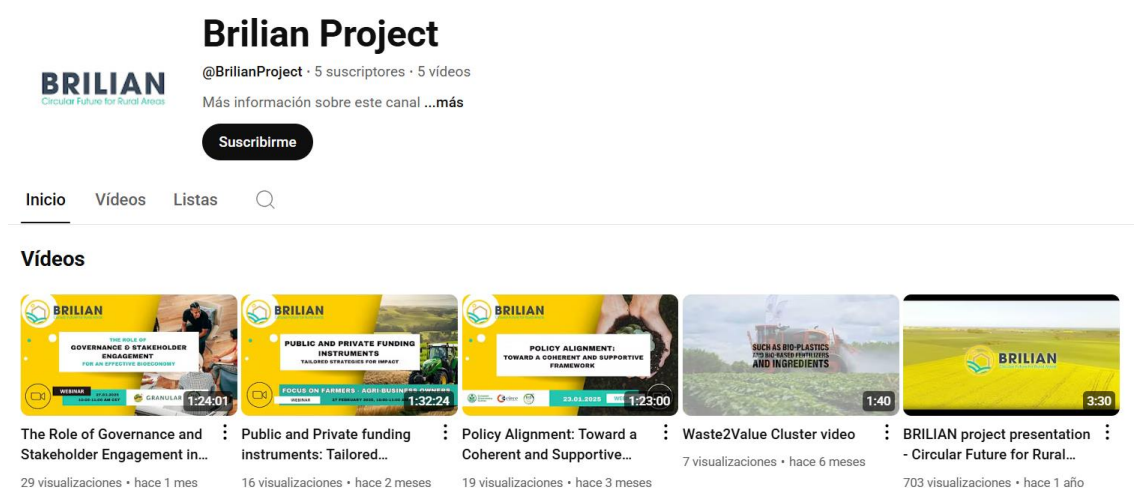 Brilian Project
BRILIAN
Circular Future for Rural Areas
@BrilianProject · 5 suscriptores · 5 vídeos
Más información sobre este canal ...más
Suscribirme
Inicio Vídeos Listas
Vídeos
BRILIAN
THE ROLE OF
GOVERNANCE & STAKEHOLDER
ENGAGEMENT
FOR AN EFFECTIVE BIOECONOMY
WEBINAR
GRANULAR
1:24:01
BRILIAN
PUBLIC AND PRIVATE FUNDING
INSTRUMENTS
TAILORED STRATEGIES FOR IMPACT
FOCUS ON FARMERS - AGRI-BUSINESS OWNERS
WEBINAR
1:32:24
BRILIAN
POLICY ALIGNMENT:
TOWARD A COHERENT AND SUPPORTIVE
FRAMEWORK
23.01.2025
1:23:00
SUCH AS BIO-PLASTICS
AND BIO-BASED FERTILIZERS
AND INGREDIENTS
1:40
BRILIAN
3:30
The Role of Governance and
Stakeholder Engagement in...
29 visualizaciones • hace 1 mes
Public and Private funding
instruments: Tailored...
16 visualizaciones • hace 2 meses
Policy Alignment: Toward a
Coherent and Supportive...
19 visualizaciones • hace 3 meses
Waste2Value Cluster video
7 visualizaciones • hace 6 meses
BRILIAN project presentation
- Circular Future for Rural...
703 visualizaciones • hace 1 año